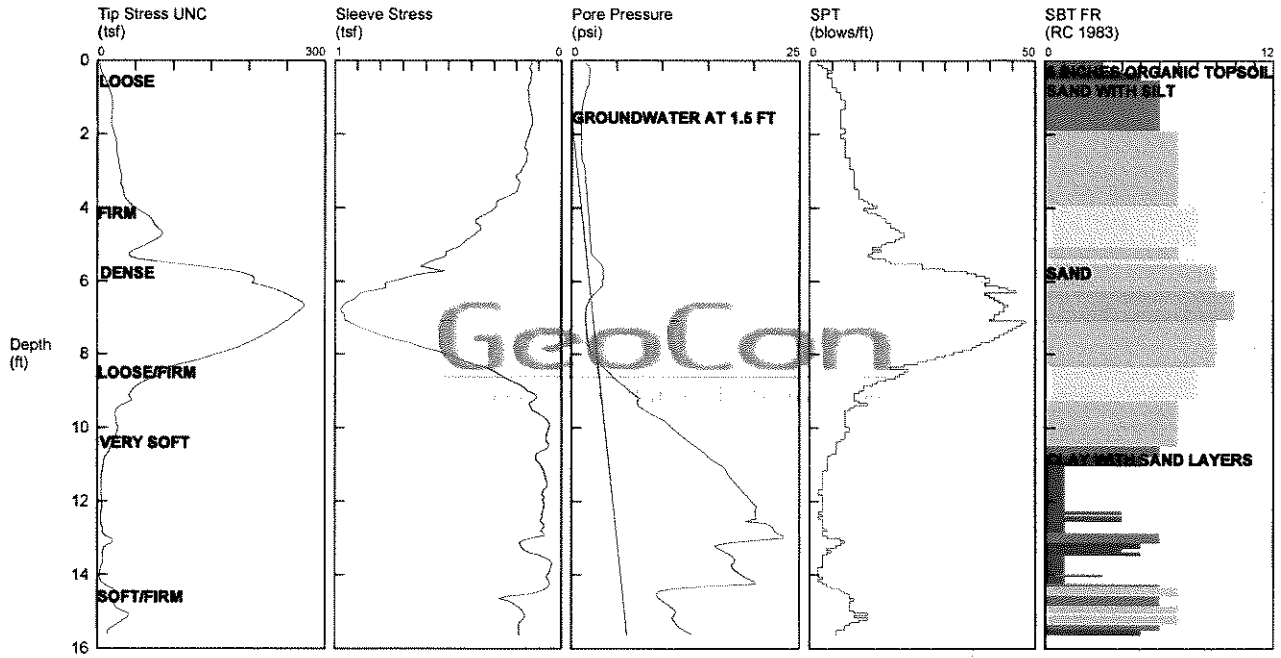 Tip Stress UNC
(tsf)
0 300
Sleeve Stress
(tsf)
1 0
Pore Pressure
(psi)
0 25
SPT
(blows/ft)
0 50
SBT FR
(RC 1983)
0 12
0
2
4
6
8
10
12
14
16
Depth
(ft)
LOOSE
FIRM
DENSE
LOOSE/FIRM
VERY SOFT
SOFT/FIRM
GROUNDWATER AT 1.5 FT
GeoCon
INCHES ORGANIC TOPSOIL
SAND WITH SILT
SAND
CLAY WITH SAND LAYERS